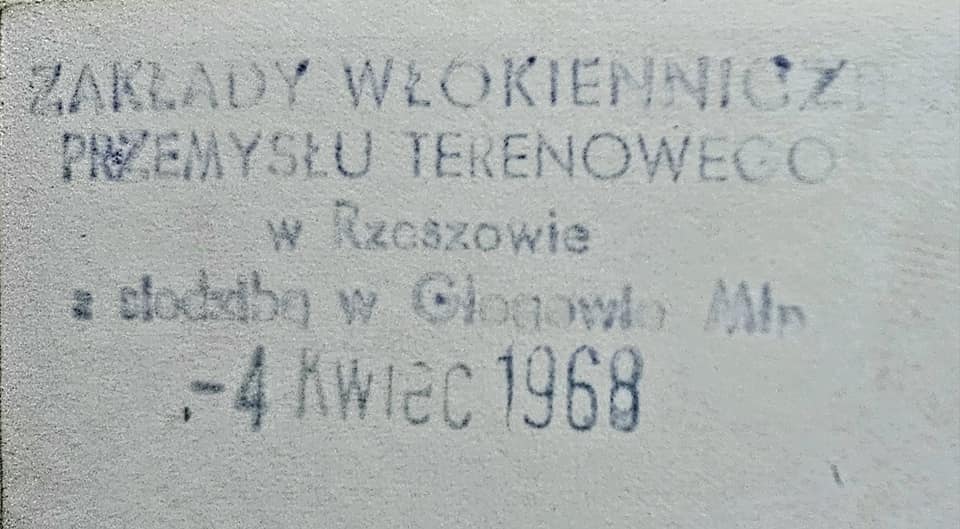 ZAKŁADY WŁOKIENNICZE
PRZEMYSŁU TERENOWEGO
w Rzeszowie
z siedzibą w Głogowie Młp
-4 KWIEC 1968